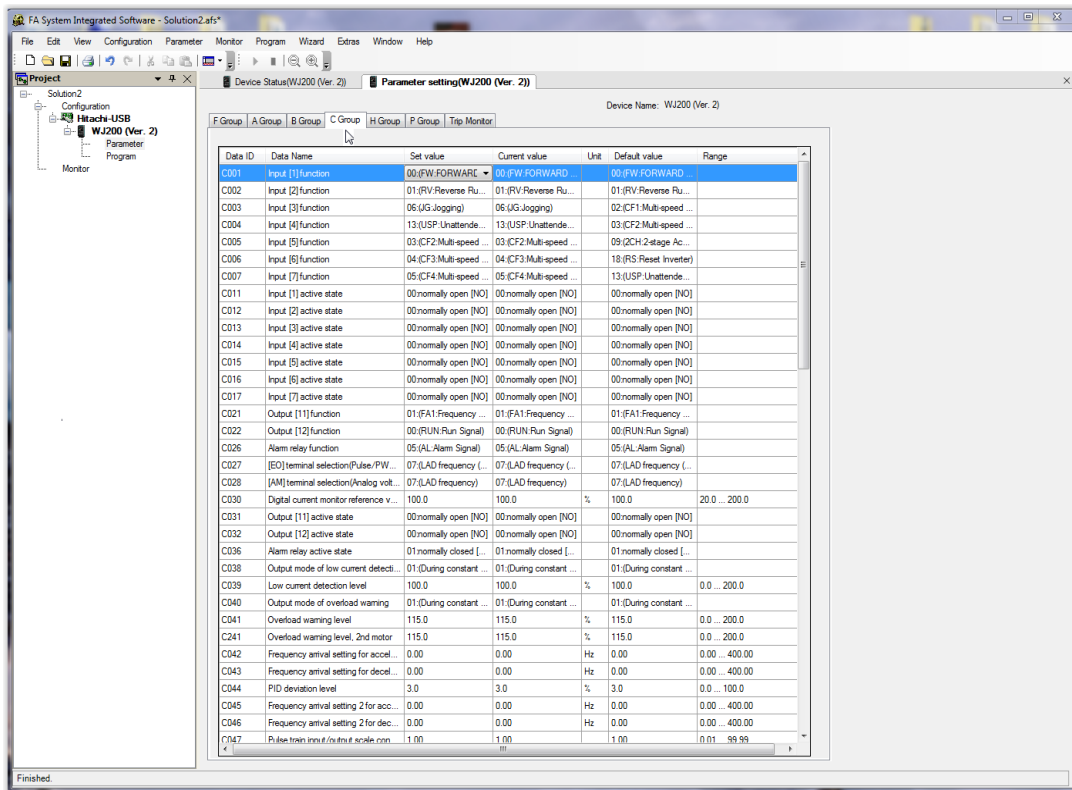 FA System Integrated Software - Solution2.afs*
File Edit View Configuration Parameter Monitor Program Wizard Extras Window Help
Project
Solution2
Configuration
Hitachi-USB
WJ200 (Ver. 2)
Parameter
Program
Monitor
Device Status(WJ200 (Ver. 2)) Parameter setting(WJ200 (Ver. 2))
Device Name: WJ200 (Ver. 2)
F Group A Group B Group C Group H Group P Group Trip Monitor
Data ID Data Name Set value Current value Unit Default value Range
C001 Input [1] function 00:(FW:FORWARD 00:(FW:FORWARD ... 00:(FW:FORWARD ...
C002 Input [2] function 01:(RV:Reverse Ru... 01:(RV:Reverse Ru... 01:(RV:Reverse Ru...
C003 Input [3] function 06:(JG:Jogging) 06:(JG:Jogging) 02:(CF1:Multi-speed ...
C004 Input [4] function 13:(USP:Unattende... 13:(USP:Unattende... 03:(CF2:Multi-speed ...
C005 Input [5] function 03:(CF2:Multi-speed ... 03:(CF2:Multi-speed ... 09:(2CH:2-stage Ac...
C006 Input [6] function 04:(CF3:Multi-speed ... 04:(CF3:Multi-speed ... 18:(RS:Reset Inverter)
C007 Input [7] function 05:(CF4:Multi-speed ... 05:(CF4:Multi-speed ... 13:(USP:Unattende...
C011 Input [1] active state 00:normally open [NO] 00:normally open [NO] 00:normally open [NO]
C012 Input [2] active state 00:normally open [NO] 00:normally open [NO] 00:normally open [NO]
C013 Input [3] active state 00:normally open [NO] 00:normally open [NO] 00:normally open [NO]
C014 Input [4] active state 00:normally open [NO] 00:normally open [NO] 00:normally open [NO]
C015 Input [5] active state 00:normally open [NO] 00:normally open [NO] 00:normally open [NO]
C016 Input [6] active state 00:normally open [NO] 00:normally open [NO] 00:normally open [NO]
C017 Input [7] active state 00:normally open [NO] 00:normally open [NO] 00:normally open [NO]
C021 Output [11] function 01:(FA1:Frequency ... 01:(FA1:Frequency ... 01:(FA1:Frequency ...
C022 Output [12] function 00:(RUN:Run Signal) 00:(RUN:Run Signal) 00:(RUN:Run Signal)
C026 Alarm relay function 05:(AL:Alarm Signal) 05:(AL:Alarm Signal) 05:(AL:Alarm Signal)
C027 [EO] terminal selection(Pulse/PW... 07:(LAD frequency (... 07:(LAD frequency (... 07:(LAD frequency (...
C028 [AM] terminal selection(Analog volt... 07:(LAD frequency) 07:(LAD frequency) 07:(LAD frequency)
C030 Digital current monitor reference v... 100.0 100.0 % 100.0 20.0 ... 200.0
C031 Output [11] active state 00:normally open [NO] 00:normally open [NO] 00:normally open [NO]
C032 Output [12] active state 00:normally open [NO] 00:normally open [NO] 00:normally open [NO]
C036 Alarm relay active state 01:normally closed [... 01:normally closed [... 01:normally closed [...
C038 Output mode of low current detecti... 01:(During constant ... 01:(During constant ... 01:(During constant ...
C039 Low current detection level 100.0 100.0 % 100.0 0.0 ... 200.0
C040 Output mode of overload warning 01:(During constant ... 01:(During constant ... 01:(During constant ...
C041 Overload warning level 115.0 115.0 % 115.0 0.0 ... 200.0
C241 Overload warning level, 2nd motor 115.0 115.0 % 115.0 0.0 ... 200.0
C042 Frequency arrival setting for accel... 0.00 0.00 Hz 0.00 0.00 ... 400.00
C043 Frequency arrival setting for decel... 0.00 0.00 Hz 0.00 0.00 ... 400.00
C044 PID deviation level 3.0 3.0 % 3.0 0.0 ... 100.0
C045 Frequency arrival setting 2 for acc... 0.00 0.00 Hz 0.00 0.00 ... 400.00
C046 Frequency arrival setting 2 for dec... 0.00 0.00 Hz 0.00 0.00 ... 400.00
C047 Pulse train input/output scale con... 1.00 1.00 1.00 0.01 ... 99.99
Finished.